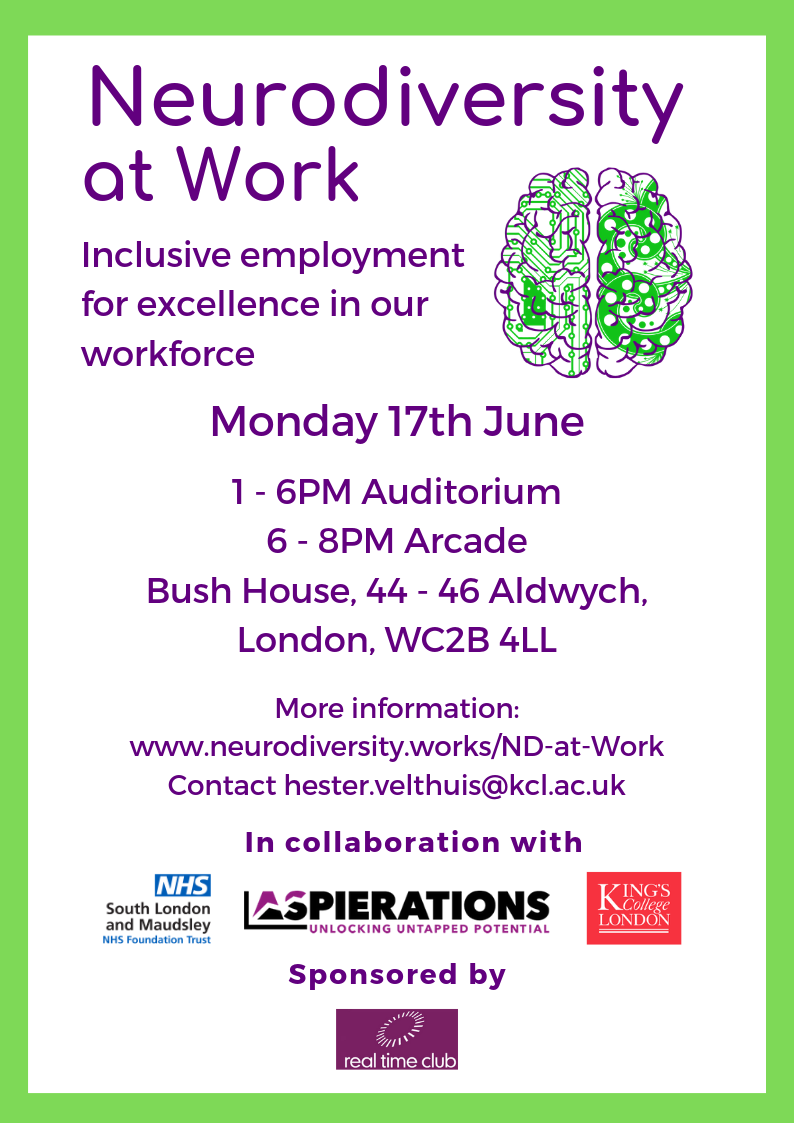 Neurodiversity
at Work
Inclusive employment
for excellence in our
workforce
Monday 17th June
1 - 6PM Auditorium
6 - 8PM Arcade
Bush House, 44 - 46 Aldwych,
London, WC2B 4LL
More information:
www.neurodiversity.works/ND-at-Work
Contact hester.velthuis@kcl.ac.uk
In collaboration with
NHS
South London
and Maudsley
NHS Foundation Trust
ASPIERATIONS
UNLOCKING UNTAPPED POTENTIAL
KING'S
College
LONDON
Sponsored by
real time club